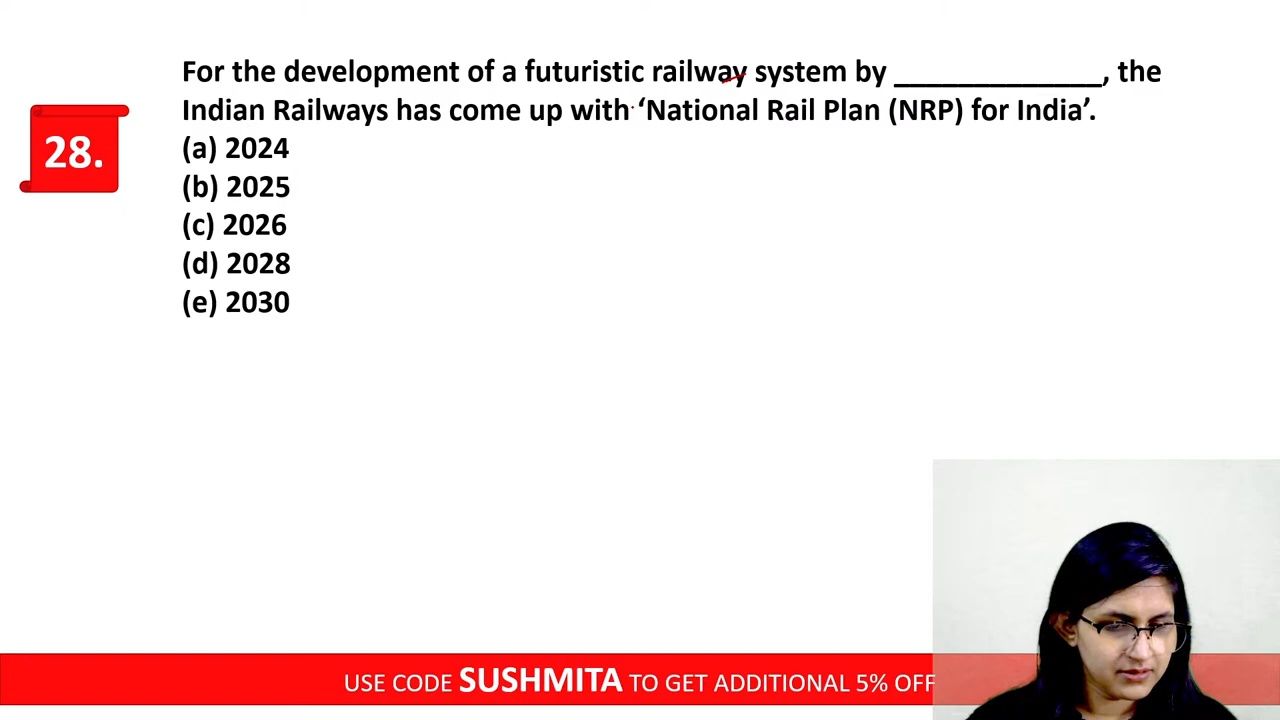 For the development of a futuristic railway system by _____________, the
Indian Railways has come up with ‘National Rail Plan (NRP) for India’.
28.
(a) 2024
(b) 2025
(c) 2026
(d) 2028
(e) 2030
USE CODE SUSHMITA TO GET ADDITIONAL 5% OFF